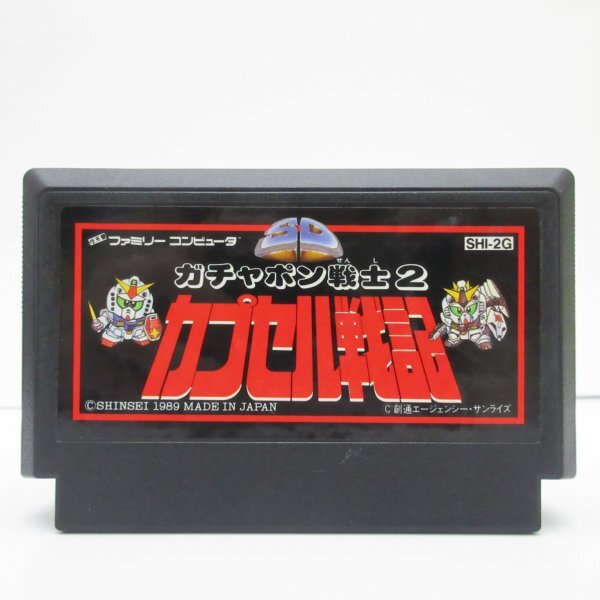 ファミリー コンピュータ
SHI-2G
SD
ガチャポン戦士2
せん し
カプセル戦記
©SHINSEI 1989 MADE IN JAPAN
C 創通エージェンシー・サンライズ